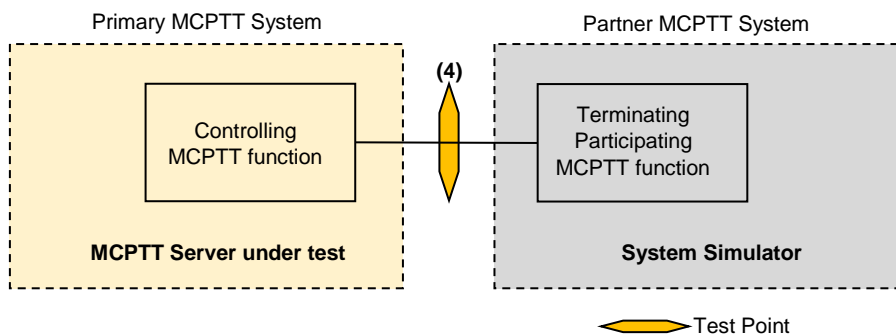 Primary MCPTT System
Partner MCPTT System
(4)
Controlling
MCPTT function
Terminating
Participating
MCPTT function
MCPTT Server under test
System Simulator
Test Point